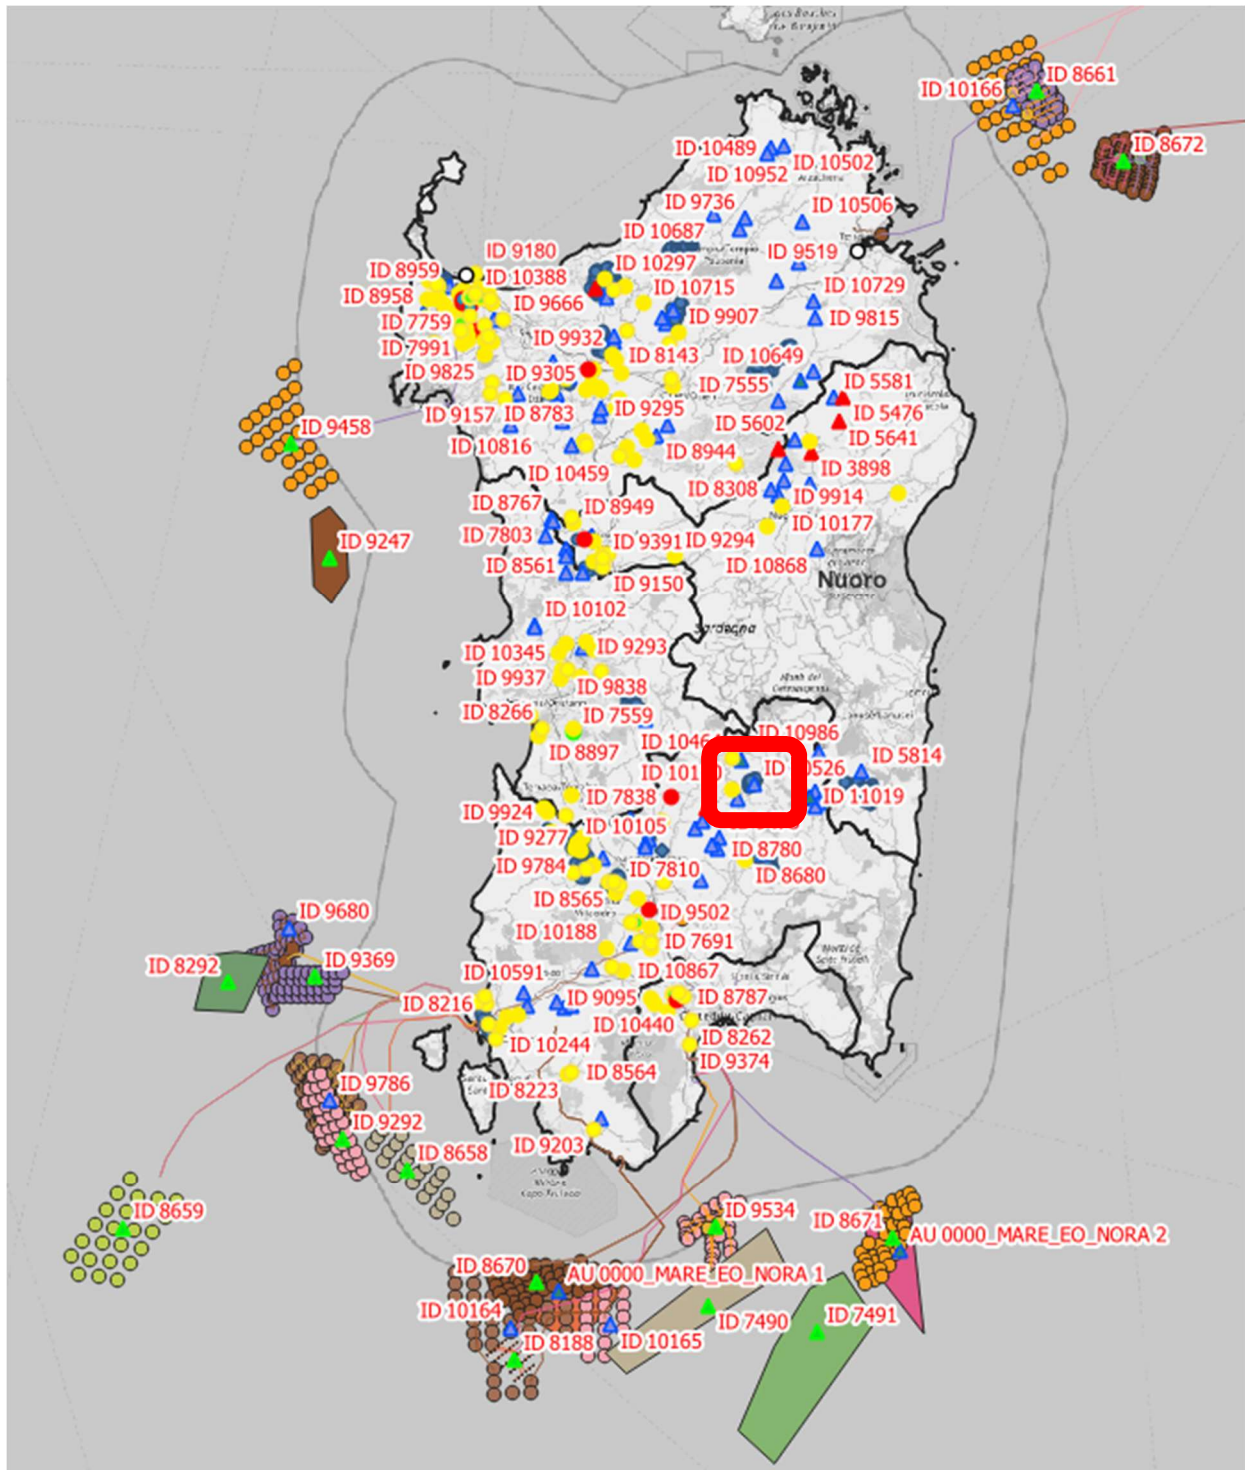 ID 8661
ID 10166
ID 8672
ID 10489
ID 10502
ID 10952
ID 9736
ID 10506
ID 10687
ID 9519
ID 9180
ID 8959
ID 10388
ID 10297
ID 8958
ID 9666
ID 10715
ID 10729
ID 7759
ID 9907
ID 9815
ID 7991
ID 9932
ID 8143
ID 10649
ID 9825
ID 9305
ID 7555
ID 5581
ID 9157
ID 8783
ID 9295
ID 5476
ID 9458
ID 5602
ID 5641
ID 10816
ID 8944
ID 3898
ID 10459
ID 8308
ID 9914
ID 8767
ID 8949
ID 10177
ID 7803
ID 9391
ID 9294
ID 9247
ID 8561
ID 10868
ID 9150
Nuoro
ID 10102
Sardegna
ID 10345
ID 9293
ID 9937
ID 9838
ID 8266
ID 7559
ID 10986
ID 8897
ID 5814
ID 7838
ID 11019
ID 9924
ID 10105
ID 9277
ID 8780
ID 9784
ID 7810
ID 8680
ID 8565
ID 9680
ID 9502
ID 10188
ID 7691
ID 8292
ID 9369
ID 10591
ID 10867
ID 8216
ID 9095
ID 8787
ID 10440
ID 10244
ID 8262
ID 9374
ID 8564
ID 9786
ID 8223
ID 9292
ID 9203
ID 8658
ID 8659
ID 9534
ID 8671
AU 0000_MARE_EO_NORA 2
ID 8670
AU 0000_MARE_EO_NORA 1
ID 10164
ID 7490
ID 7491
ID 8188
ID 10165